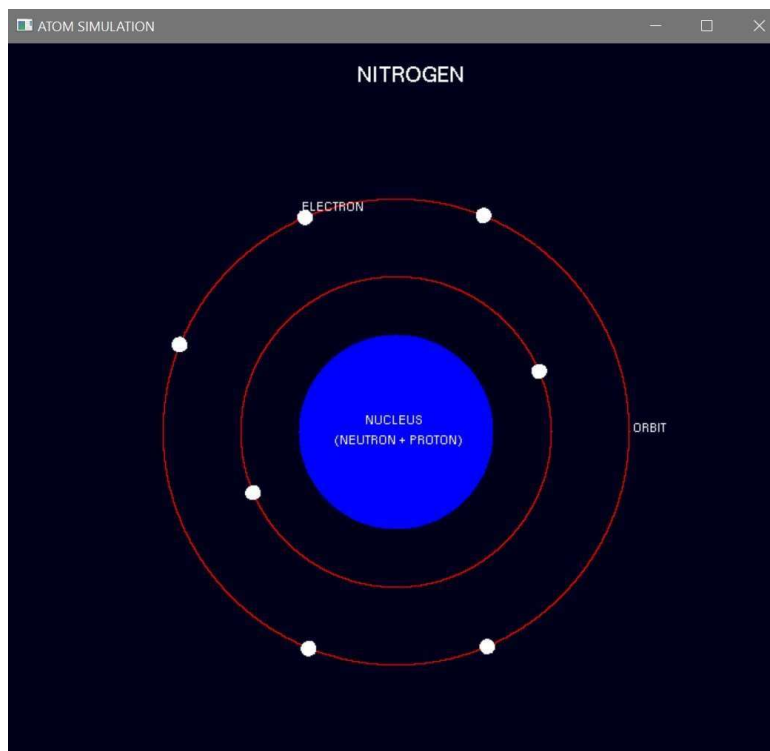 ATOM SIMULATION
NITROGEN
ELECTRON
NUCLEUS
(NEUTRON + PROTON)
ORBIT